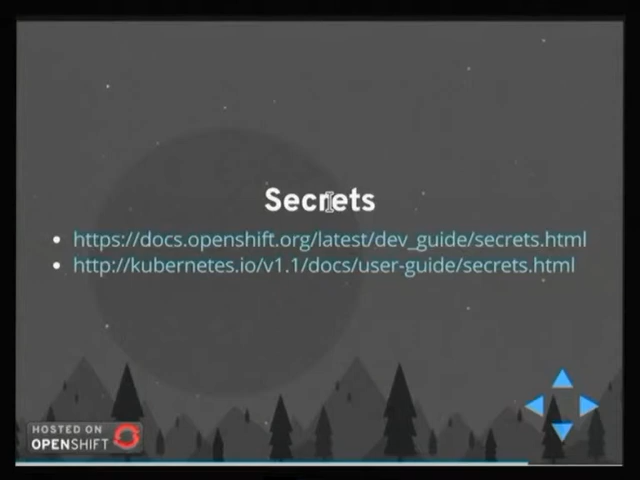 Secrets
https://docs.openshift.org/latest/dev_guide/secrets.html
http://kubernetes.io/v1.1/docs/user-guide/secrets.html
HOSTED ON
OPENSHIFT